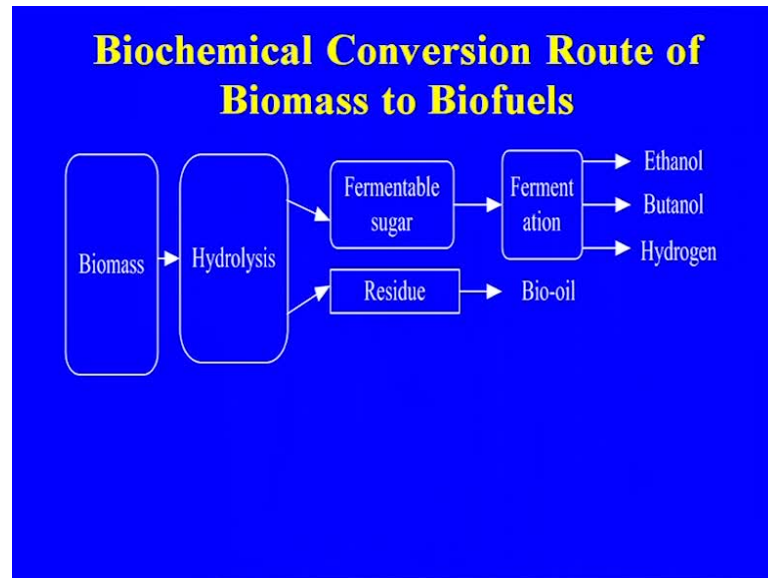 Biochemical Conversion Route of
Biomass to Biofuels
Biomass
Hydrolysis
Fermentable
sugar
Ferment
ation
Ethanol
Butanol
Hydrogen
Residue
Bio-oil